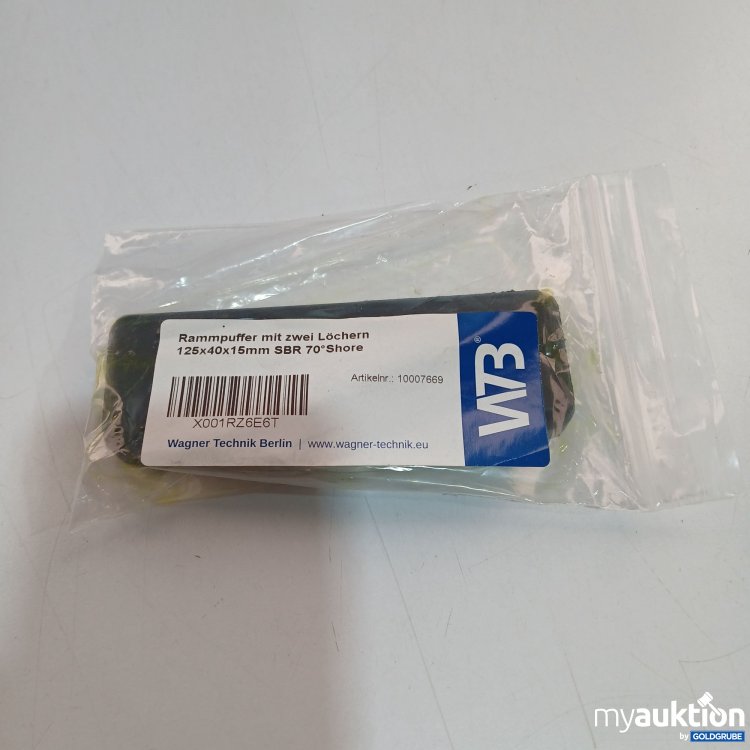 Rammpuffer mit zwei Löchern
125x40x15mm SBR 70°Shore
Artikelnr.: 10007669
X001RZ6E6T
Wagner Technik Berlin | www.wagner-technik.eu
WTB®
myauktion
by GOLDGRUBE